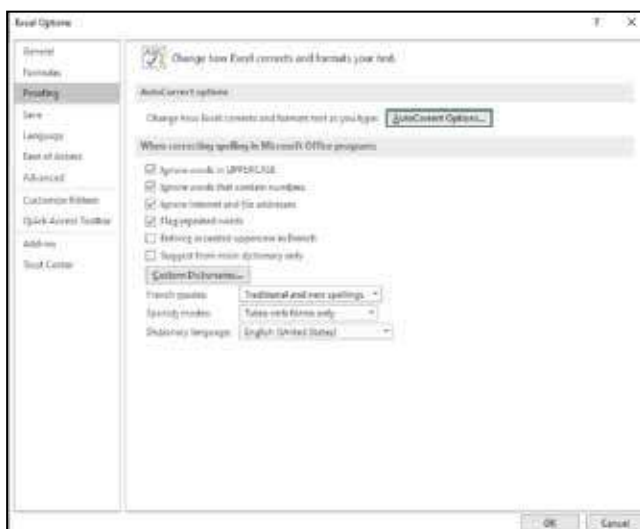 Excel Options ? ×
General
Formulas
Proofing
Save
Language
Ease of Access
Advanced
Customize Ribbon
Quick Access Toolbar
Add-ins
Trust Center
Change how Excel corrects and formats your text.
AutoCorrect options
Change how Excel corrects and formats text as you type: AutoCorrect Options...
When correcting spelling in Microsoft Office programs
Ignore words in UPPERCASE
Ignore words that contain numbers
Ignore Internet and file addresses
Flag repeated words
Enforce accented uppercase in French
Suggest from main dictionary only
Custom Dictionaries...
French modes: Traditional and new spellings
Spanish modes: Tuteo verb forms only
Dictionary language: English (United States)
OK Cancel